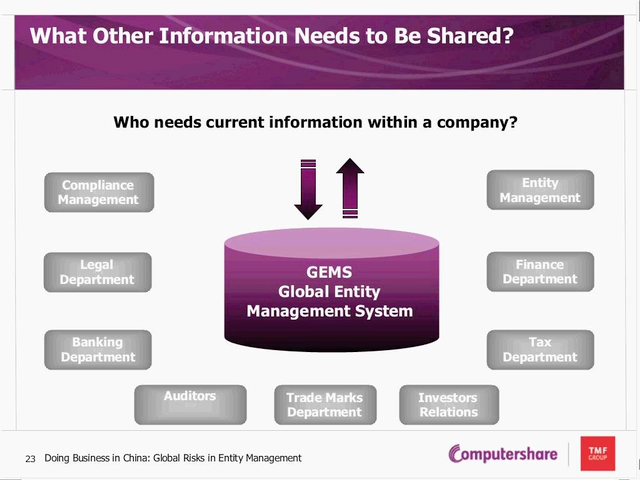 What Other Information Needs to Be Shared?
Who needs current information within a company?
Compliance
Management
Entity
Management
Legal
Department
GEMS
Global Entity
Management System
Finance
Department
Banking
Department
Tax
Department
Auditors
Trade Marks
Department
Investors
Relations
23 Doing Business in China: Global Risks in Entity Management
Computershare
TMF
GROUP